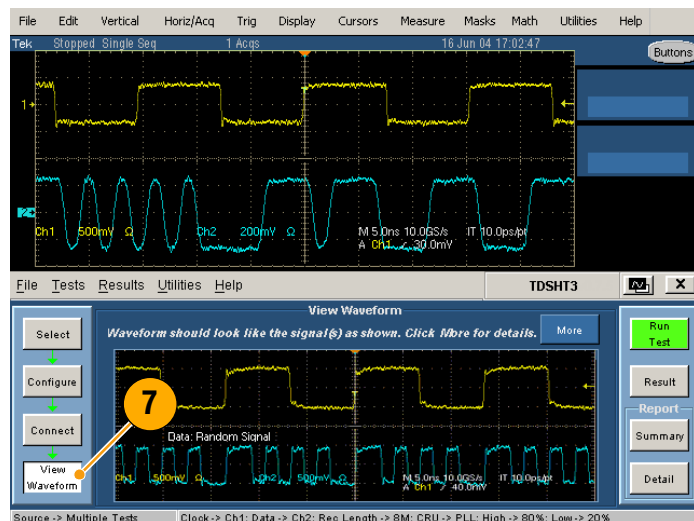 File Edit Vertical Horiz/Acq Trig Display Cursors Measure Masks Math Utilities Help
Tek Stopped Single Seq 1 Acqs 16 Jun 04 17:02:47
Buttons
1
2
Ch1 500mV Ω Ch2 200mV Ω M 5.0ns 10.0GS/s IT 10.0ps/pt
A Ch1 30.0mV
File Tests Results Utilities Help TDSHT3 X
View Waveform
Waveform should look like the signal(s) as shown. Click More for details. More
Select
Configure
Connect
View
Waveform
7
Data: Random Signal
Ch1 500mV Ω Ch2 500mV Ω M 5.0ns 10.0GS/s IT 10.0ps/pt
A Ch1 40.0mV
Run
Test
Result
Report
Summary
Detail
Source -> Multiple Tests Clock -> Ch1: Data -> Ch2: Rec Length -> 8M: CRU -> PLL: High -> 80%: Low -> 20%